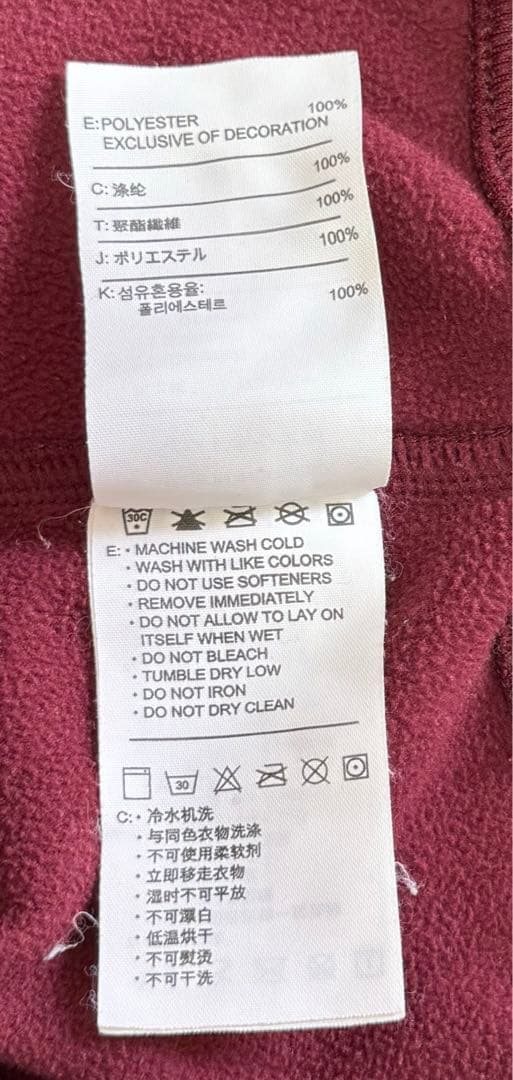 E:POLYESTER 100%
EXCLUSIVE OF DECORATION
C: 涤纶 100%
T: 聚酯纖維 100%
J: ポリエステル 100%
K: 섬유혼용율:
폴리에스테르 100%
30C
E: • MACHINE WASH COLD
• WASH WITH LIKE COLORS
• DO NOT USE SOFTENERS
• REMOVE IMMEDIATELY
• DO NOT ALLOW TO LAY ON
ITSELF WHEN WET
• DO NOT BLEACH
• TUMBLE DRY LOW
• DO NOT IRON
• DO NOT DRY CLEAN
30
C: • 冷水机洗
• 与同色衣物洗涤
• 不可使用柔软剂
• 立即移走衣物
• 湿时不可平放
• 不可漂白
• 低温烘干
• 不可熨烫
• 不可干洗